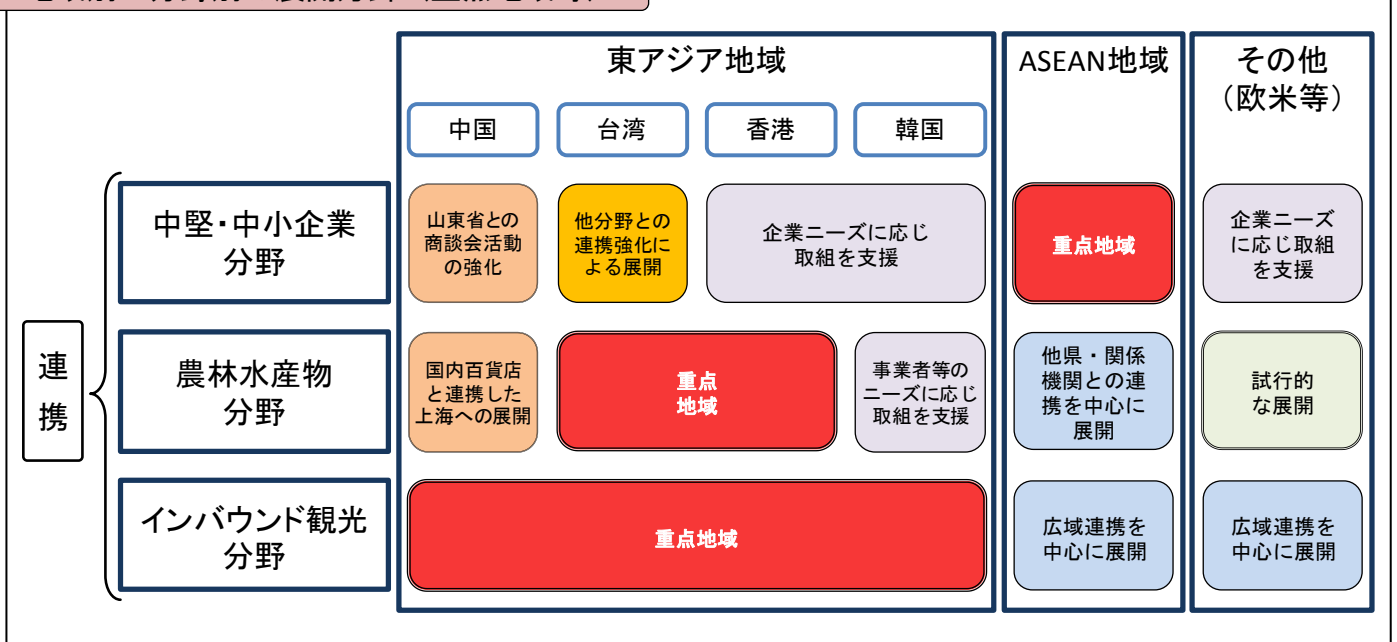 東アジア地域
ASEAN地域
その他
（欧米等）
中国
台湾
香港
韓国
中堅・中小企業
分野
山東省との
商談会活動
の強化
他分野との
連携強化に
よる展開
企業ニーズに応じ
取組を支援
重点地域
企業ニーズ
に応じ取組
を支援
連
携
農林水産物
分野
国内百貨店
と連携した
上海への展開
重点
地域
事業者等の
ニーズに応じ
取組を支援
他県・関係
機関との連
携を中心に
展開
試行的
な展開
インバウンド観光
分野
重点地域
広域連携を
中心に展開
広域連携を
中心に展開